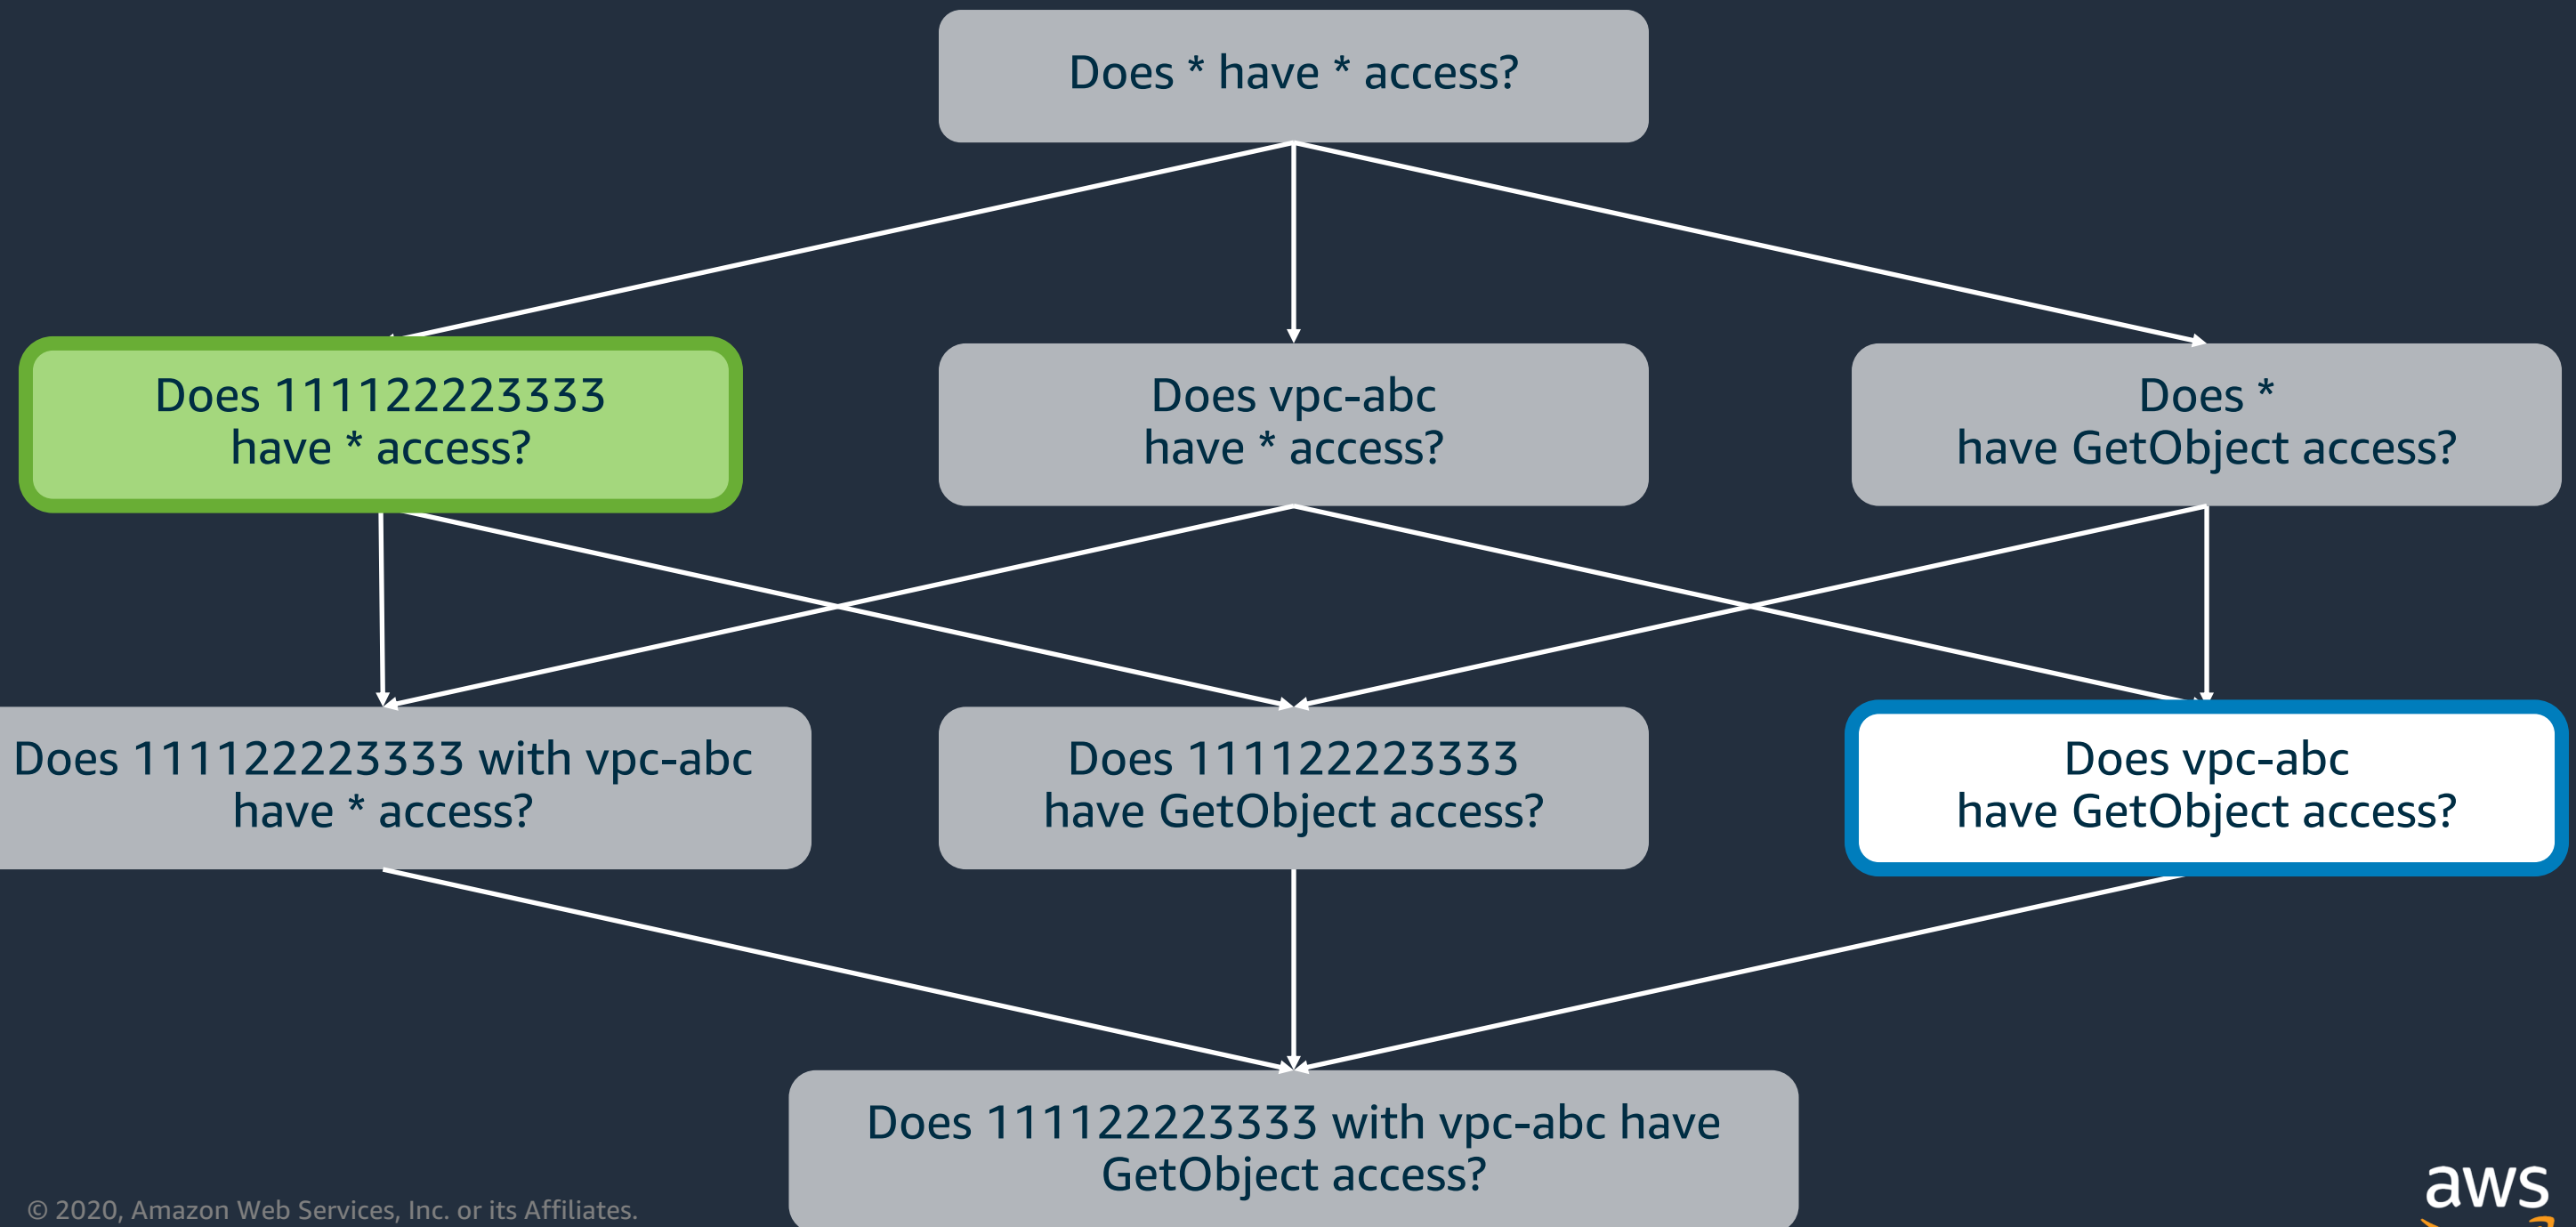 Does * have * access?
Does 111122223333
have * access?
Does vpc-abc
have * access?
Does *
have GetObject access?
Does 111122223333 with vpc-abc
have * access?
Does 111122223333
have GetObject access?
Does vpc-abc
have GetObject access?
Does 111122223333 with vpc-abc have
GetObject access?
© 2020, Amazon Web Services, Inc. or its Affiliates.
aws